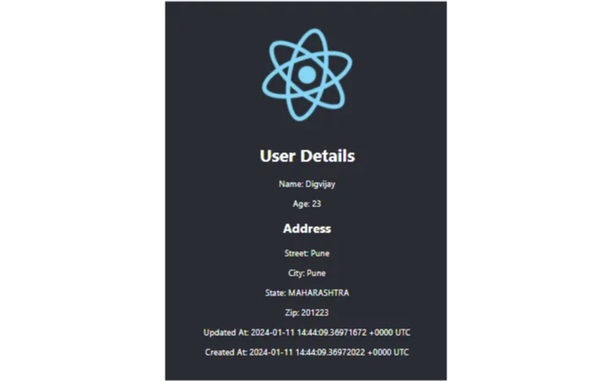 User Details
Name: Digvijay
Age: 23
Address
Street: Pune
City: Pune
State: MAHARASHTRA
Zip: 201223
Updated At: 2024-01-11 14:44:09.36971672 +0000 UTC
Created At: 2024-01-11 14:44:09.36972022 +0000 UTC